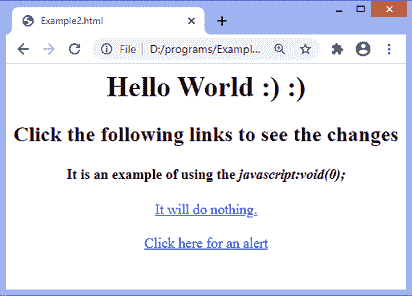 Example2.html
File | D:/programs/Exampl...
Hello World :) :)
Click the following links to see the changes
It is an example of using the javascript:void(0);
It will do nothing.
Click here for an alert